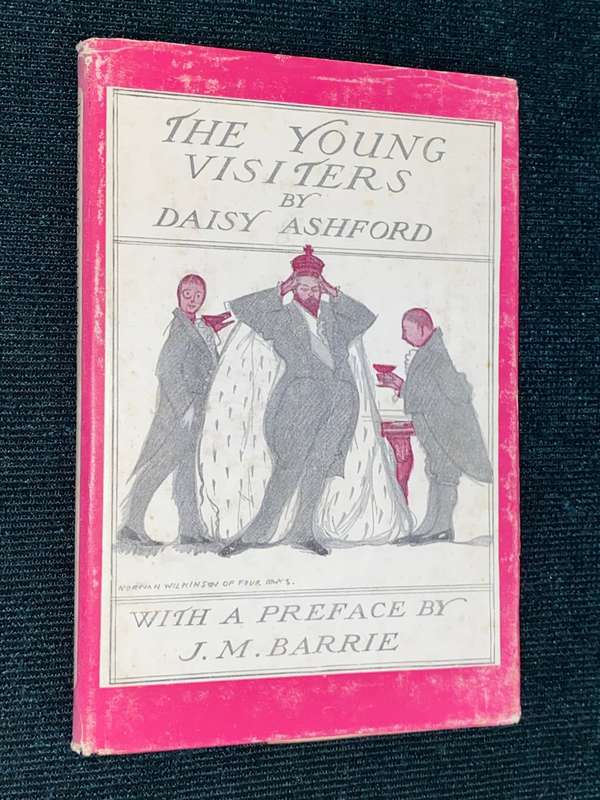 THE YOUNG
VISITERS
BY
DAISY ASHFORD
NORMAN WILKINSON OF FOUR OAKS.
WITH A PREFACE BY
J. M. BARRIE